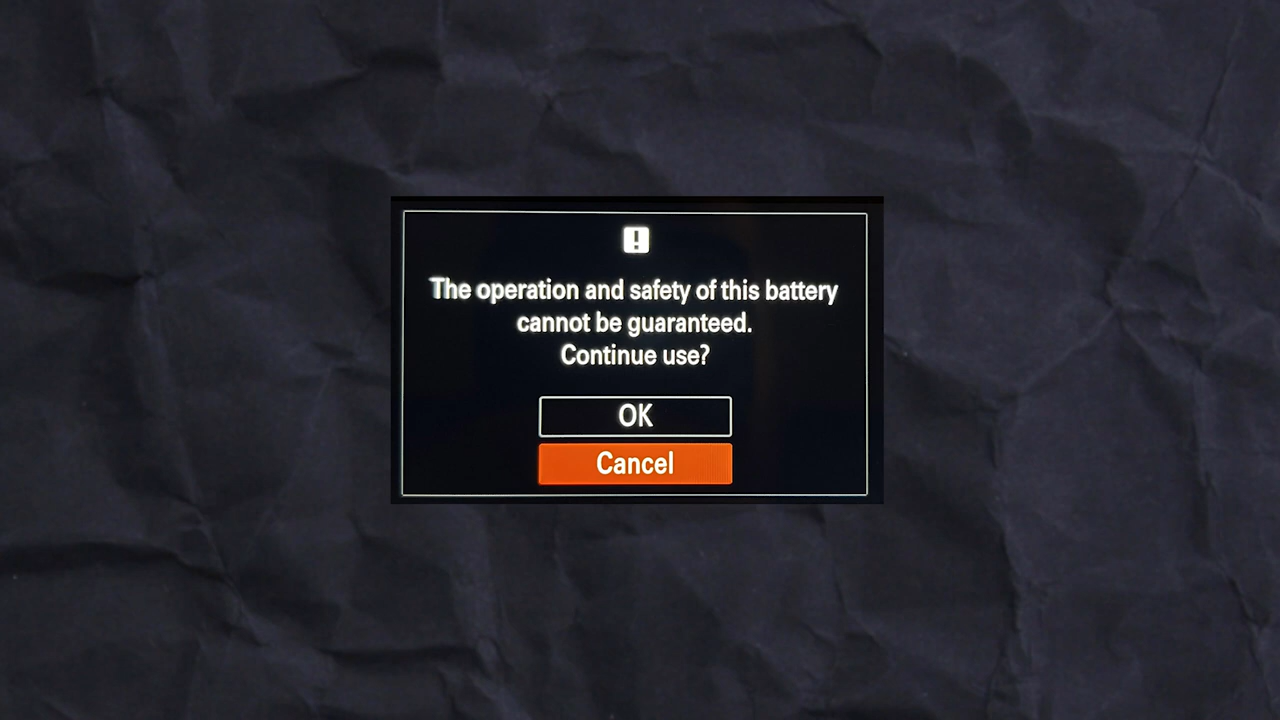 The operation and safety of this battery
cannot be guaranteed.
Continue use?
OK
Cancel